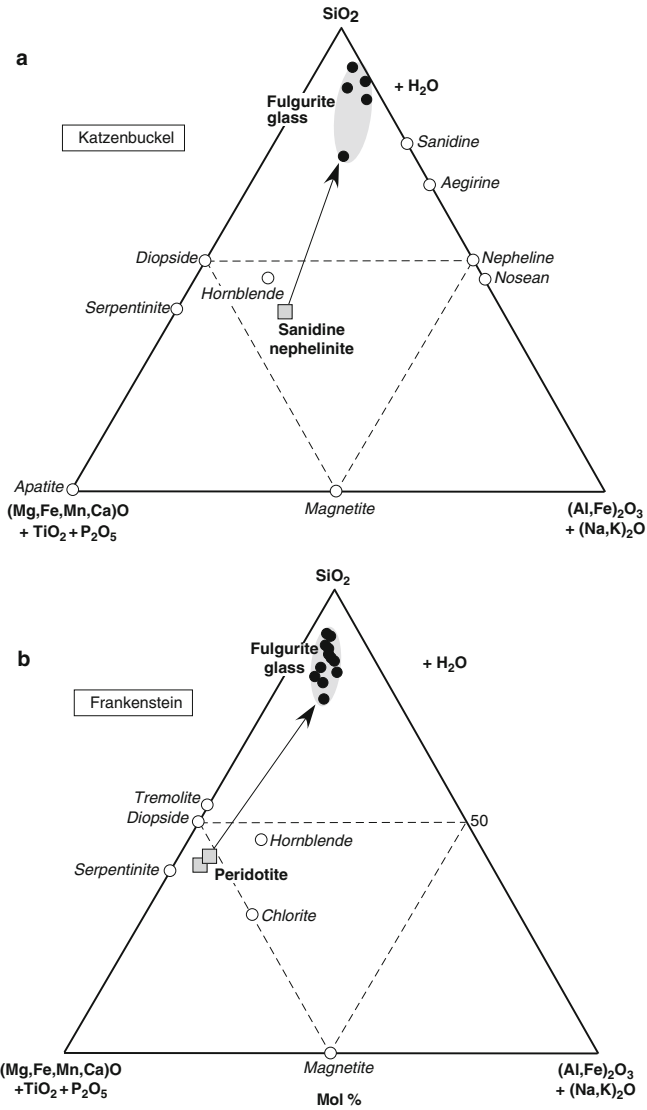 SiO₂
a
+ H₂O
Fulgurite
glass
Katzenbuckel
Sanidine
Aegirine
Diopside
Nepheline
Hornblende
Nosean
Serpentinite
Sanidine
nephelinite
Apatite
(Mg,Fe,Mn,Ca)O
+ TiO₂ + P₂O₅
Magnetite
(Al,Fe)₂O₃
+ (Na,K)₂O
SiO₂
b
Fulgurite
glass
+ H₂O
Frankenstein
Tremolite
Diopside
50
Hornblende
Serpentinite
Peridotite
Chlorite
(Mg,Fe,Mn,Ca)O
+TiO₂ + P₂O₅
Magnetite
(Al,Fe)₂O₃
+ (Na,K)₂O
Mol %